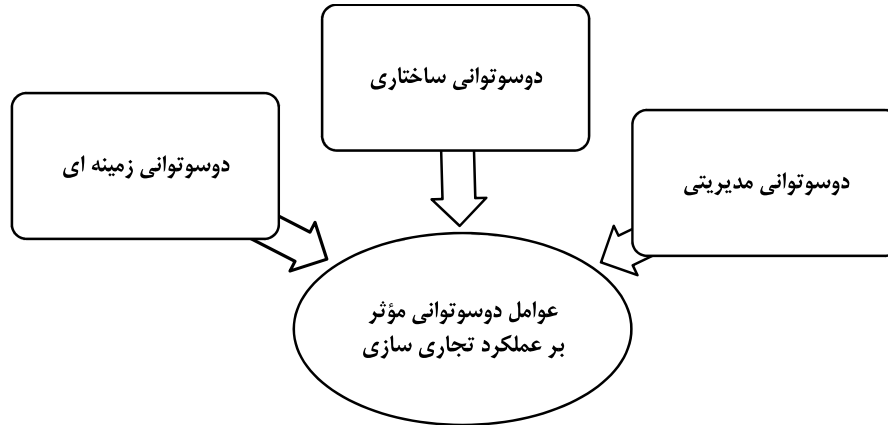 دوسوتوانی ساختاری
دوسوتوانی مدیریتی
دوسوتوانی زمینه ای
عوامل دوسوتوانی مؤثر
بر عملکرد تجاری سازی